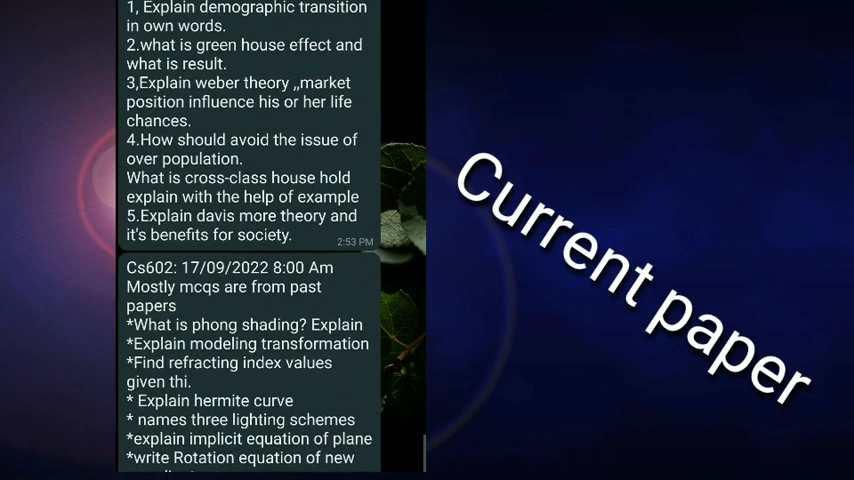 1, Explain demographic transition
in own words.
2.what is green house effect and
what is result.
3,Explain weber theory ,,market
position influence his or her life
chances.
4.How should avoid the issue of
over population.
What is cross-class house hold
explain with the help of example
5.Explain davis more theory and
it's benefits for society.
2:53 PM
Cs602: 17/09/2022 8:00 Am
Mostly mcqs are from past
papers
*What is phong shading? Explain
*Explain modeling transformation
*Find refracting index values
given thi.
* Explain hermite curve
* names three lighting schemes
*explain implicit equation of plane
*write Rotation equation of new
Current paper